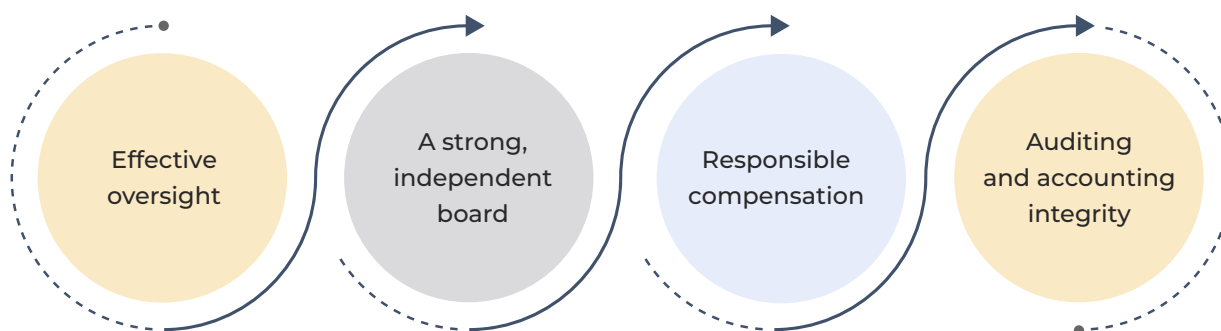 Effective
oversight
A strong,
independent
board
Responsible
compensation
Auditing
and accounting
integrity